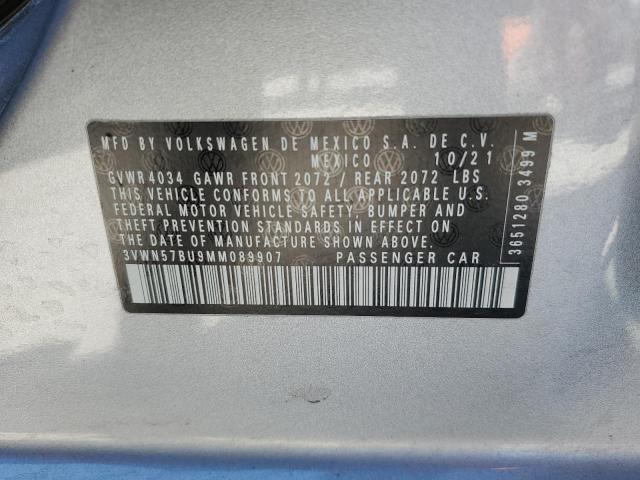 MFD BY VOLKSWAGEN DE MEXICO S.A. DE C.V.
MEXICO 10/21
GVWR 4034 GAWR FRONT 2072 / REAR 2072 LBS
THIS VEHICLE CONFORMS TO ALL APPLICABLE U.S.
FEDERAL MOTOR VEHICLE SAFETY, BUMPER AND
THEFT PREVENTION STANDARDS IN EFFECT ON THE
DATE OF MANUFACTURE SHOWN ABOVE.
3VWN57BU9MM089907 PASSENGER CAR
3651280 3499 M